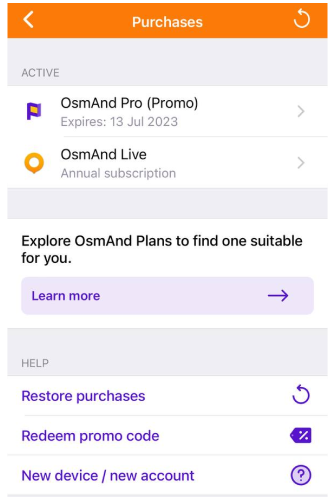 Purchases
ACTIVE
OsmAnd Pro (Promo)
Expires: 13 Jul 2023
OsmAnd Live
Annual subscription
Explore OsmAnd Plans to find one suitable
for you.
Learn more
HELP
Restore purchases
Redeem promo code
New device / new account